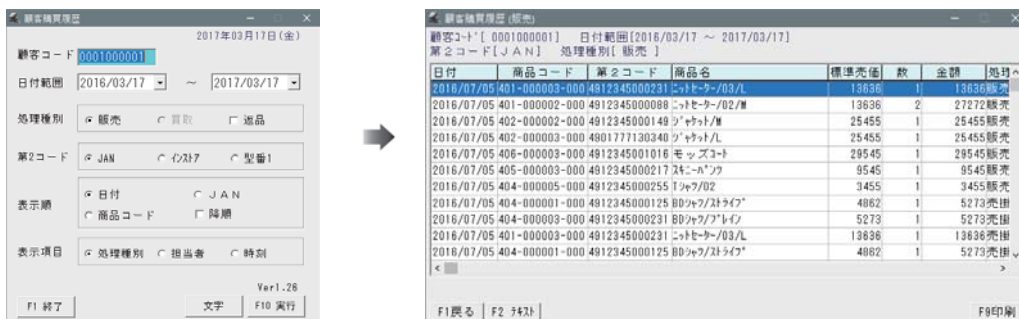 顧客購買履歴
2017年03月17日(金)
顧客コード 0001000001
日付範囲 2016/03/17 ～ 2017/03/17
処理種別 販売 買取 返品
第2コード JAN インストア 型番1
表示順 日付 JAN
商品コード 降順
表示項目 処理種別 担当者 時刻
Ver1.26
F1 終了 文字 F10 実行
顧客購買履歴(販売)
顧客コード[ 0001000001] 日付範囲[2016/03/17 ～ 2017/03/17]
第2コード[JAN] 処理種別[ 販売 ]
日付 商品コード 第2コード 商品名 標準売価 数 金額 処理
2016/07/05 401-000003-000 4912345000231 ニットセーター/03/L 13636 1 13636 販売
2016/07/05 401-000002-000 4912345000088 ニットセーター/02/M 13636 2 27272 販売
2016/07/05 402-000002-000 4912345000149 ジャケット/M 25455 1 25455 販売
2016/07/05 402-000003-000 4901777130340 ジャケット/L 25455 1 25455 販売
2016/07/05 406-000003-000 4912345001016 モッズコート 29545 1 29545 販売
2016/07/05 405-000003-000 4912345000217 スキニーパンツ 9545 1 9545 販売
2016/07/05 404-000005-000 4912345000255 Tシャツ/02 3455 1 3455 販売
2016/07/05 404-000001-000 4912345000125 BDシャツ/ストライプ 4862 1 5273 売掛
2016/07/05 404-000003-000 4912345000231 BDシャツ/プレイン 5273 1 5273 売掛
2016/07/05 401-000003-000 4912345000231 ニットセーター/03/L 13636 1 13636 売掛
2016/07/05 404-000001-000 4912345000125 BDシャツ/ストライプ 4862 1 5273 売掛
F1戻る F2 テキスト F9印刷